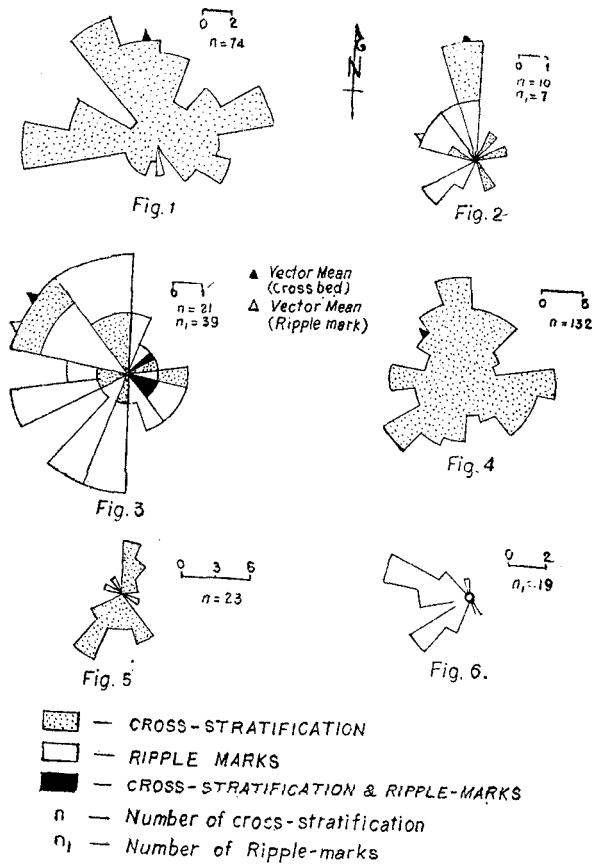 0 2
n=74
N
0 1
n=10
n₁=7
Fig. 1
Fig. 2
0 1
n=21
n₁=39
▲ Vector Mean
(Cross bed)
△ Vector Mean
(Ripple mark)
0 5
n=132
Fig. 3
Fig. 4
0 3 6
n=23
0 2
n₁=19
Fig. 5
Fig. 6.
— CROSS-STRATIFICATION
— RIPPLE MARKS
— CROSS-STRATIFICATION & RIPPLE-MARKS
n — Number of cross-stratification
n₁ — Number of Ripple-marks